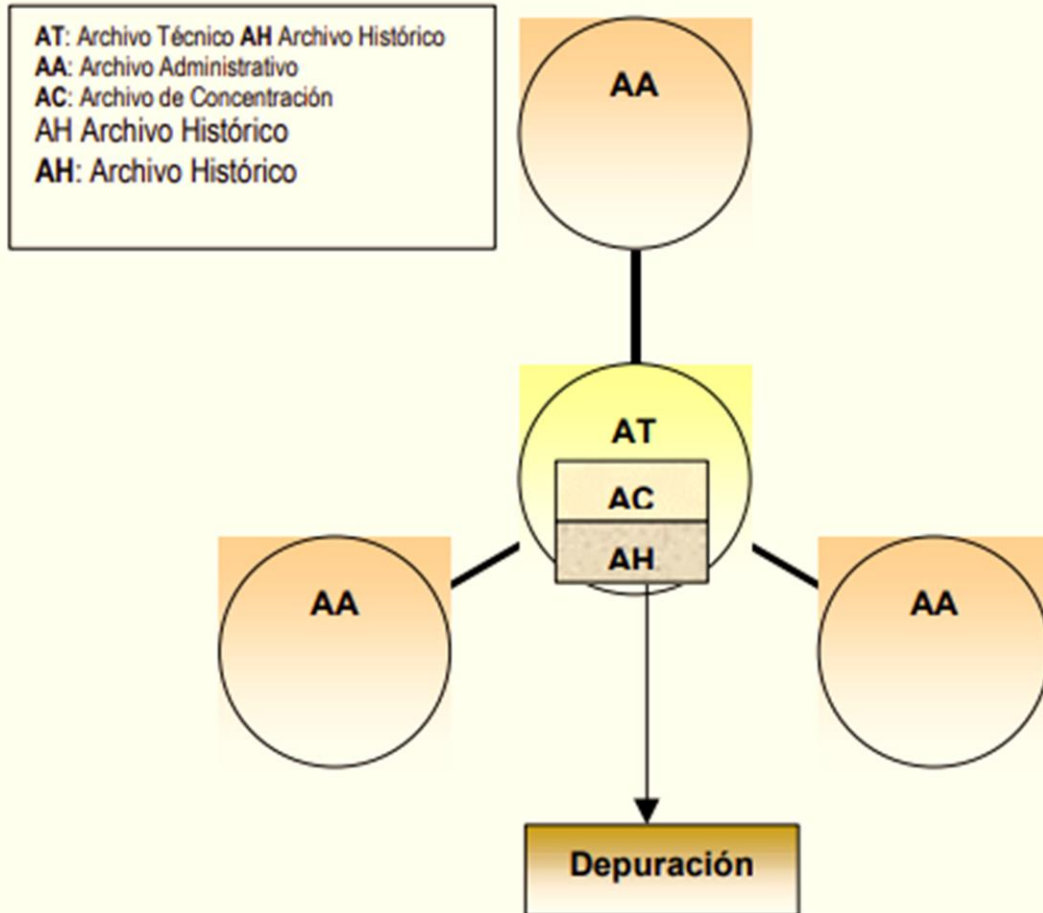 AT: Archivo Técnico AH Archivo Histórico
AA: Archivo Administrativo
AC: Archivo de Concentración
AH Archivo Histórico
AH: Archivo Histórico
AA
AT
AC
AH
AA
AA
Depuración